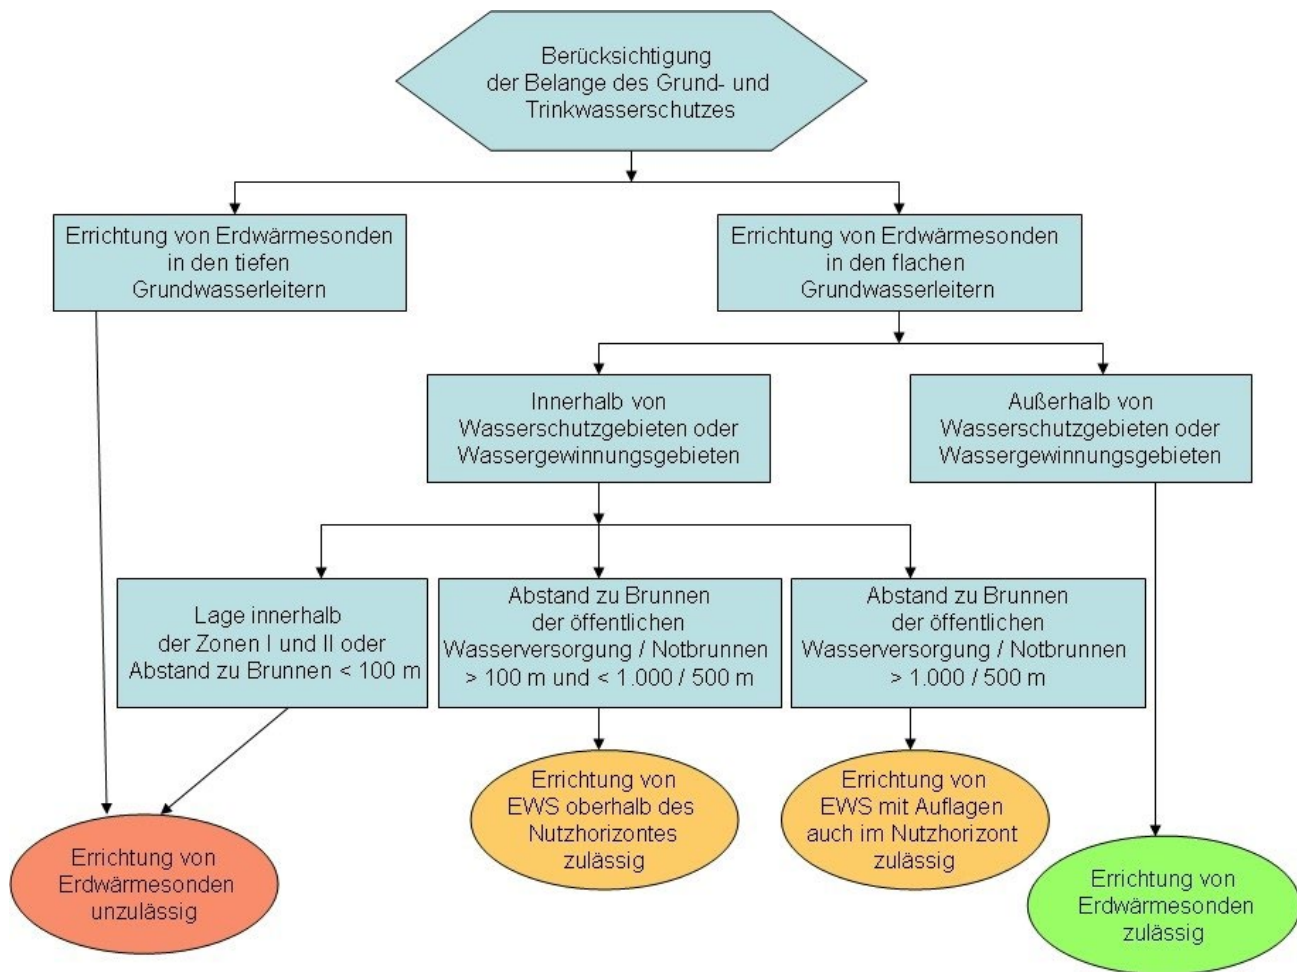 Berücksichtigung
der Belange des Grund- und
Trinkwasserschutzes
Errichtung von Erdwärmesonden
in den tiefen
Grundwasserleitern
Errichtung von Erdwärmesonden
in den flachen
Grundwasserleitern
Innerhalb von
Wasserschutzgebieten oder
Wassergewinnungsgebieten
Außerhalb von
Wasserschutzgebieten oder
Wassergewinnungsgebieten
Lage innerhalb
der Zonen I und II oder
Abstand zu Brunnen < 100 m
Abstand zu Brunnen
der öffentlichen
Wasserversorgung / Notbrunnen
> 100 m und < 1.000 / 500 m
Abstand zu Brunnen
der öffentlichen
Wasserversorgung / Notbrunnen
> 1.000 / 500 m
Errichtung von
Erdwärmesonden
unzulässig
Errichtung von
EWS oberhalb des
Nutzhorizontes
zulässig
Errichtung von
EWS mit Auflagen
auch im Nutzhorizont
zulässig
Errichtung von
Erdwärmesonden
zulässig